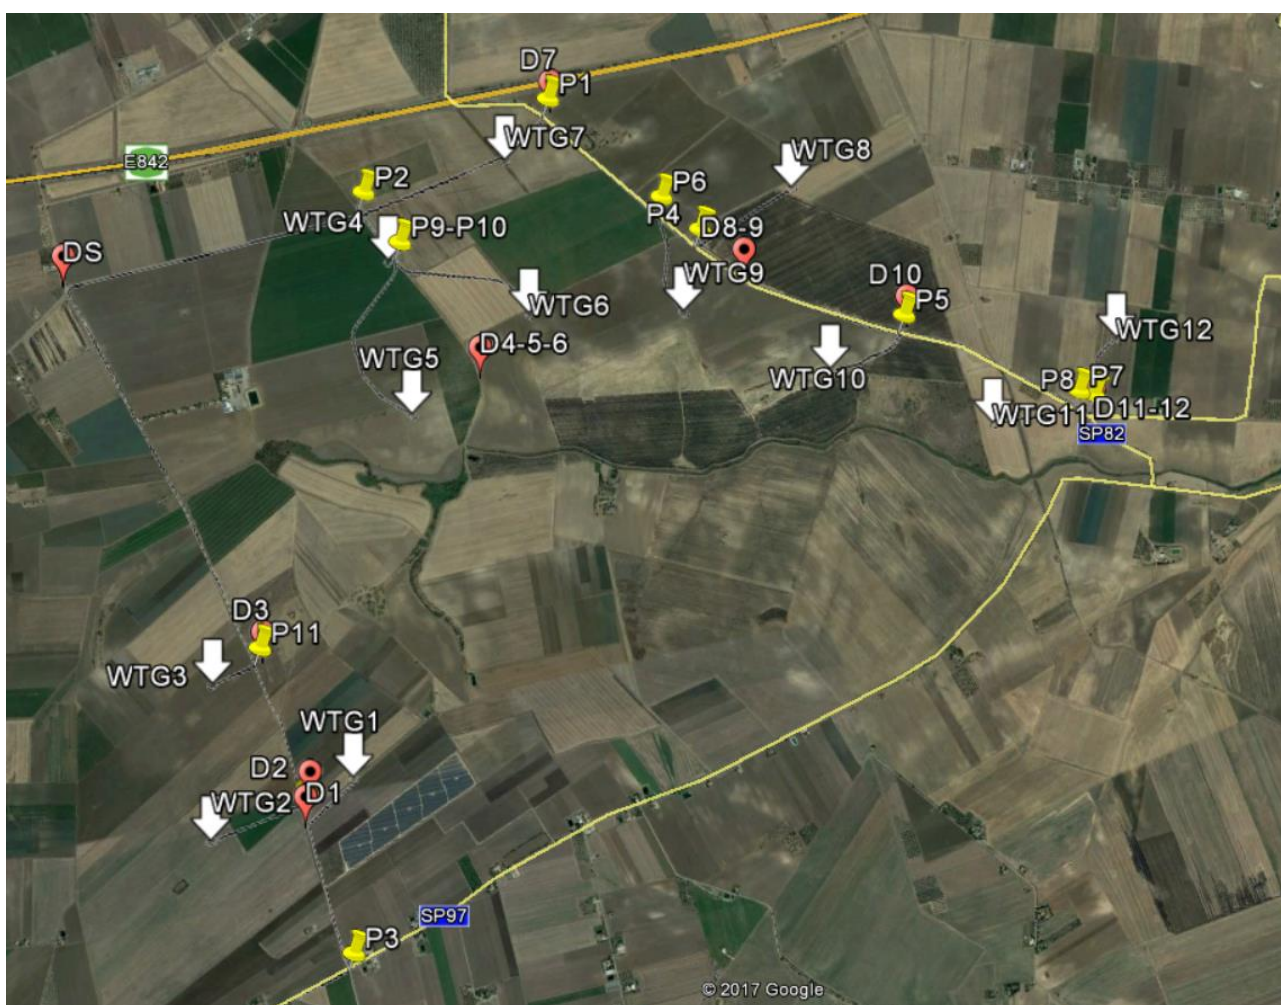 D7
P1
WTG7
E842
WTG8
P2
P6
WTG4
P9-P10
P4
D8-9
DS
WTG9
D10
WTG6
P5
WTG12
D4-5-6
WTG5
WTG10
P8
P7
WTG11
D11-12
SP82
D3
P11
WTG3
WTG1
D2
WTG2
D1
SP97
P3
© 2017 Google